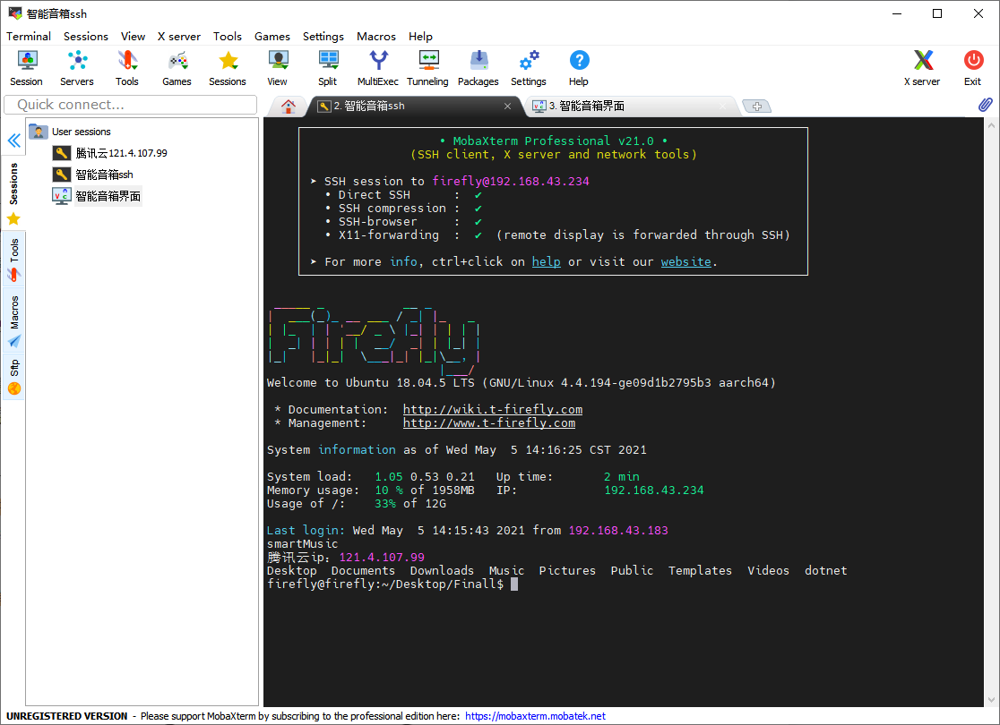 智能音箱ssh
Terminal Sessions View X server Tools Games Settings Macros Help
Session Servers Tools Games Sessions View Split MultiExec Tunneling Packages Settings Help X server Exit
Quick connect...
2. 智能音箱ssh
3. 智能音箱界面
Sessions
Tools
Macros
Sftp
User sessions
腾讯云121.4.107.99
智能音箱ssh
智能音箱界面
• MobaXterm Professional v21.0 •
(SSH client, X server and network tools)
➤ SSH session to firefly@192.168.43.234
• Direct SSH : ✔
• SSH compression : ✔
• SSH-browser : ✔
• X11-forwarding : ✔ (remote display is forwarded through SSH)
➤ For more info, ctrl+click on help or visit our website.
Firefly
Welcome to Ubuntu 18.04.5 LTS (GNU/Linux 4.4.194-ge09d1b2795b3 aarch64)
* Documentation: http://wiki.t-firefly.com
* Management: http://www.t-firefly.com
System information as of Wed May 5 14:16:25 CST 2021
System load: 1.05 0.53 0.21 Up time: 2 min
Memory usage: 10 % of 1958MB IP: 192.168.43.234
Usage of /: 33% of 12G
Last login: Wed May 5 14:15:43 2021 from 192.168.43.183
smartMusic
腾讯云ip: 121.4.107.99
Desktop Documents Downloads Music Pictures Public Templates Videos dotnet
firefly@firefly:~/Desktop/Finall$
UNREGISTERED VERSION - Please support MobaXterm by subscribing to the professional edition here: https://mobaxterm.mobatek.net